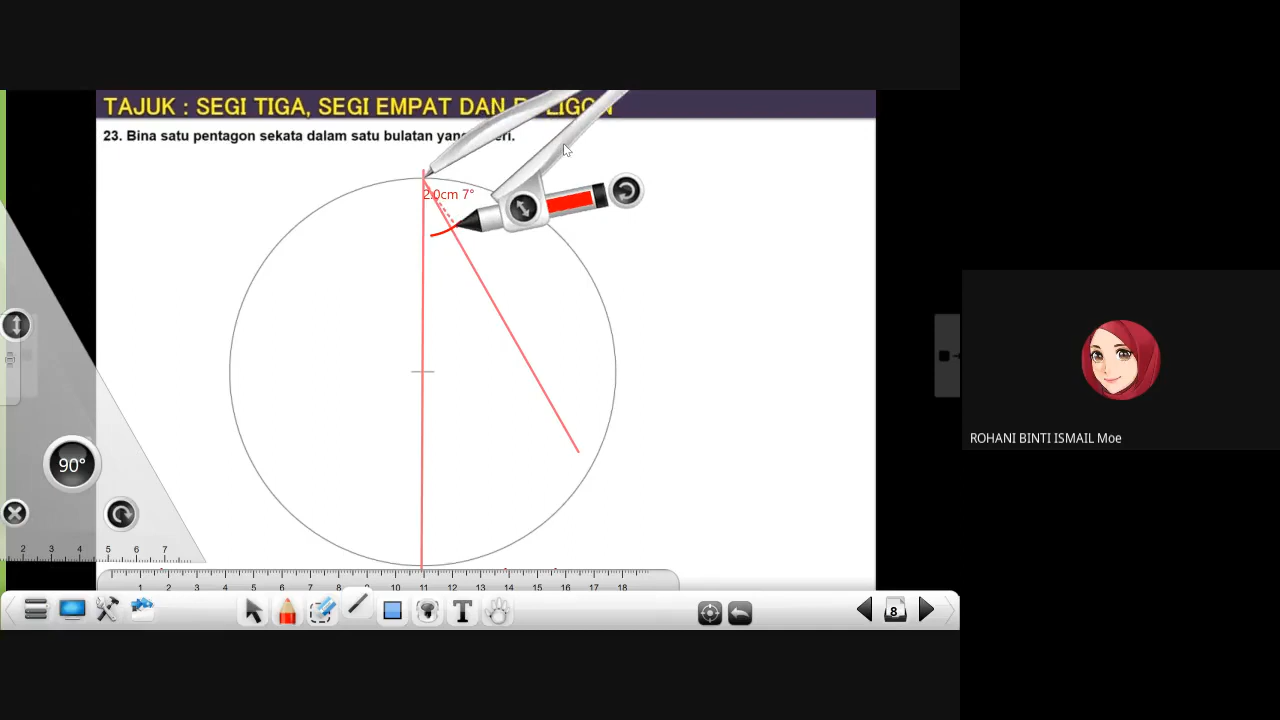 TAJUK : SEGI TIGA, SEGI EMPAT DAN POLIGON
23. Bina satu pentagon sekata dalam satu bulatan
2.0cm 7°
90°
2 3 4 5 6 7
1 2 3 4 5 6 7 8 9 10 11 12 13 14 15 16 17 18
T
8
ROHANI BINTI ISMAIL Moe